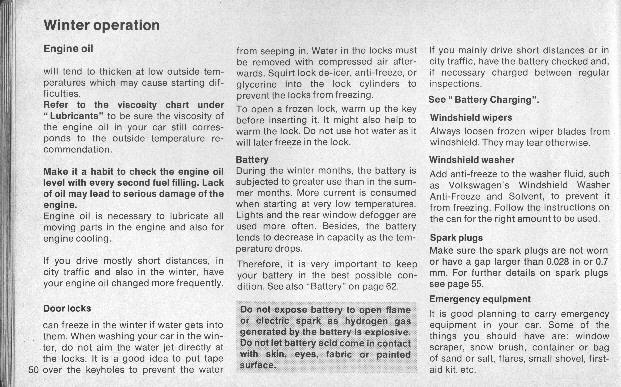 Winter operation
Engine oil
will tend to thicken at low outside tem-
peratures which may cause starting dif-
ficulties.
Refer to the viscosity chart under
"Lubricants" to be sure the viscosity of
the engine oil in your car still corres-
ponds to the outside temperature re-
commendation.
Make it a habit to check the engine oil
level with every second fuel filling. Lack
of oil may lead to serious damage of the
engine.
Engine oil is necessary to lubricate all
moving parts in the engine and also for
engine cooling.
If you drive mostly short distances, in
city traffic and also in the winter, have
your engine oil changed more frequently.
Door locks
can freeze in the winter if water gets into
them. When washing your car in the win-
ter, do not aim the water jet directly at
the locks. It is a good idea to put tape
50 over the keyholes to prevent the water
from seeping in. Water in the locks must
be removed with compressed air after-
wards. Squirt lock de-icer, anti-freeze, or
glycerine into the lock cylinders to
prevent the locks from freezing.
To open a frozen lock, warm up the key
before inserting it. It might also help to
warm the lock. Do not use hot water as it
will later freeze in the lock.
Battery
During the winter months, the battery is
subjected to greater use than in the sum-
mer months. More current is consumed
when starting at very low temperatures.
Lights and the rear window defogger are
used more often. Besides, the battery
tends to decrease in capacity as the tem-
perature drops.
Therefore, it is very important to keep
your battery in the best possible con-
dition. See also "Battery" on page 62.
Do not expose battery to open flame
or electric spark as hydrogen gas
generated by the battery is explosive.
Do not let battery acid come in contact
with skin, eyes, fabric or painted
surface.
If you mainly drive short distances or in
city traffic, have the battery checked and,
if necessary charged between regular
inspections.
See "Battery Charging".
Windshield wipers
Always loosen frozen wiper blades from
windshield. They may tear otherwise.
Windshield washer
Add anti-freeze to the washer fluid, such
as Volkswagen's Windshield Washer
Anti-Freeze and Solvent, to prevent it
from freezing. Follow the instructions on
the can for the right amount to be used.
Spark plugs
Make sure the spark plugs are not worn
or have a gap larger than 0.028 in or 0.7
mm. For further details on spark plugs
see page 55.
Emergency equipment
It is good planning to carry emergency
equipment in your car. Some of the
things you should have are: window
scraper, snow brush, container or bag
of sand or salt, flares, small shovel, first-
aid kit, etc.